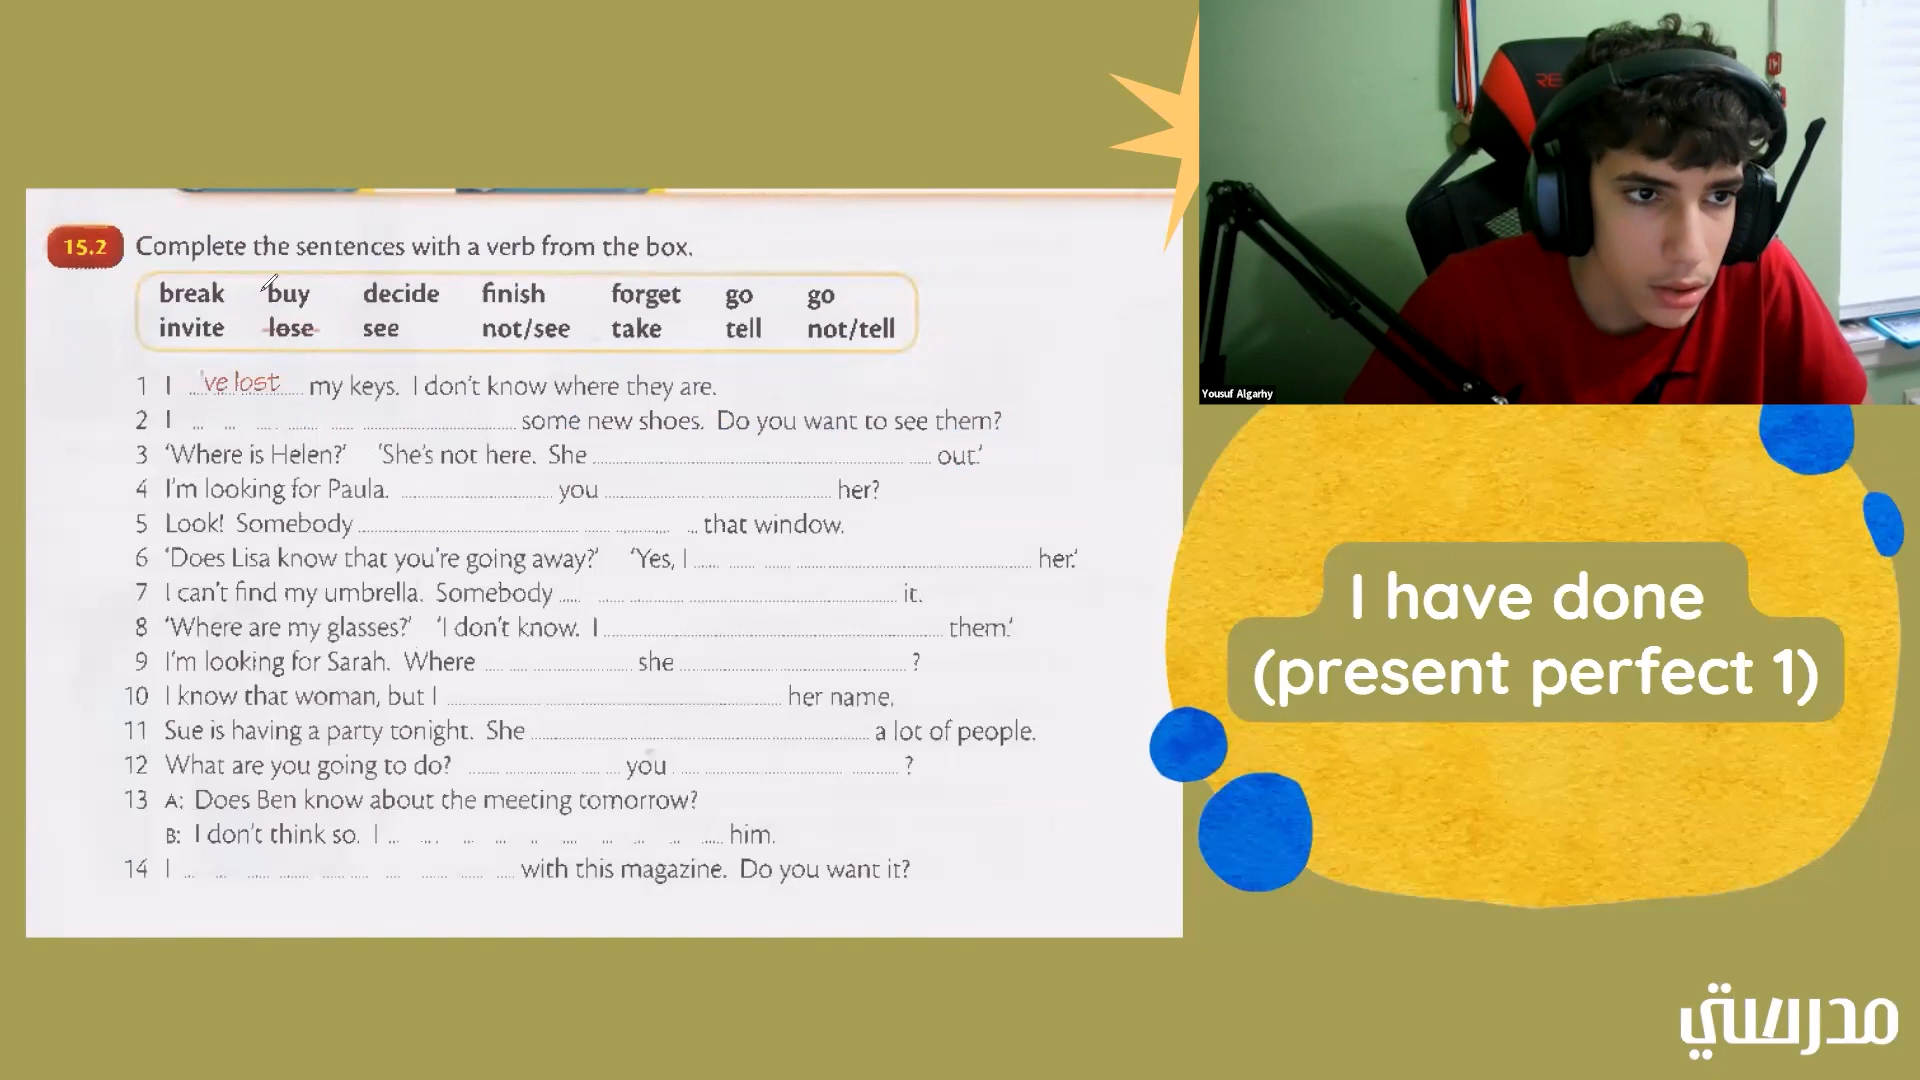 15.2 Complete the sentences with a verb from the box.
break buy decide finish forget go go
invite lose see not/see take tell not/tell
1 I 've lost my keys. I don't know where they are.
2 I ........ some new shoes. Do you want to see them?
3 'Where is Helen?' 'She's not here. She ........ out.'
4 I'm looking for Paula. ........ you ........ her?
5 Look! Somebody ........ that window.
6 'Does Lisa know that you're going away?' 'Yes, I ........ her.'
7 I can't find my umbrella. Somebody ........ it.
8 'Where are my glasses?' 'I don't know. I ........ them.'
9 I'm looking for Sarah. Where ........ she ........ ?
10 I know that woman, but I ........ her name.
11 Sue is having a party tonight. She ........ a lot of people.
12 What are you going to do? ........ you ........ ?
13 A: Does Ben know about the meeting tomorrow?
B: I don't think so. I ........ him.
14 I ........ with this magazine. Do you want it?
RE
Yousuf Algarhy
I have done
(present perfect 1)
مدرستي